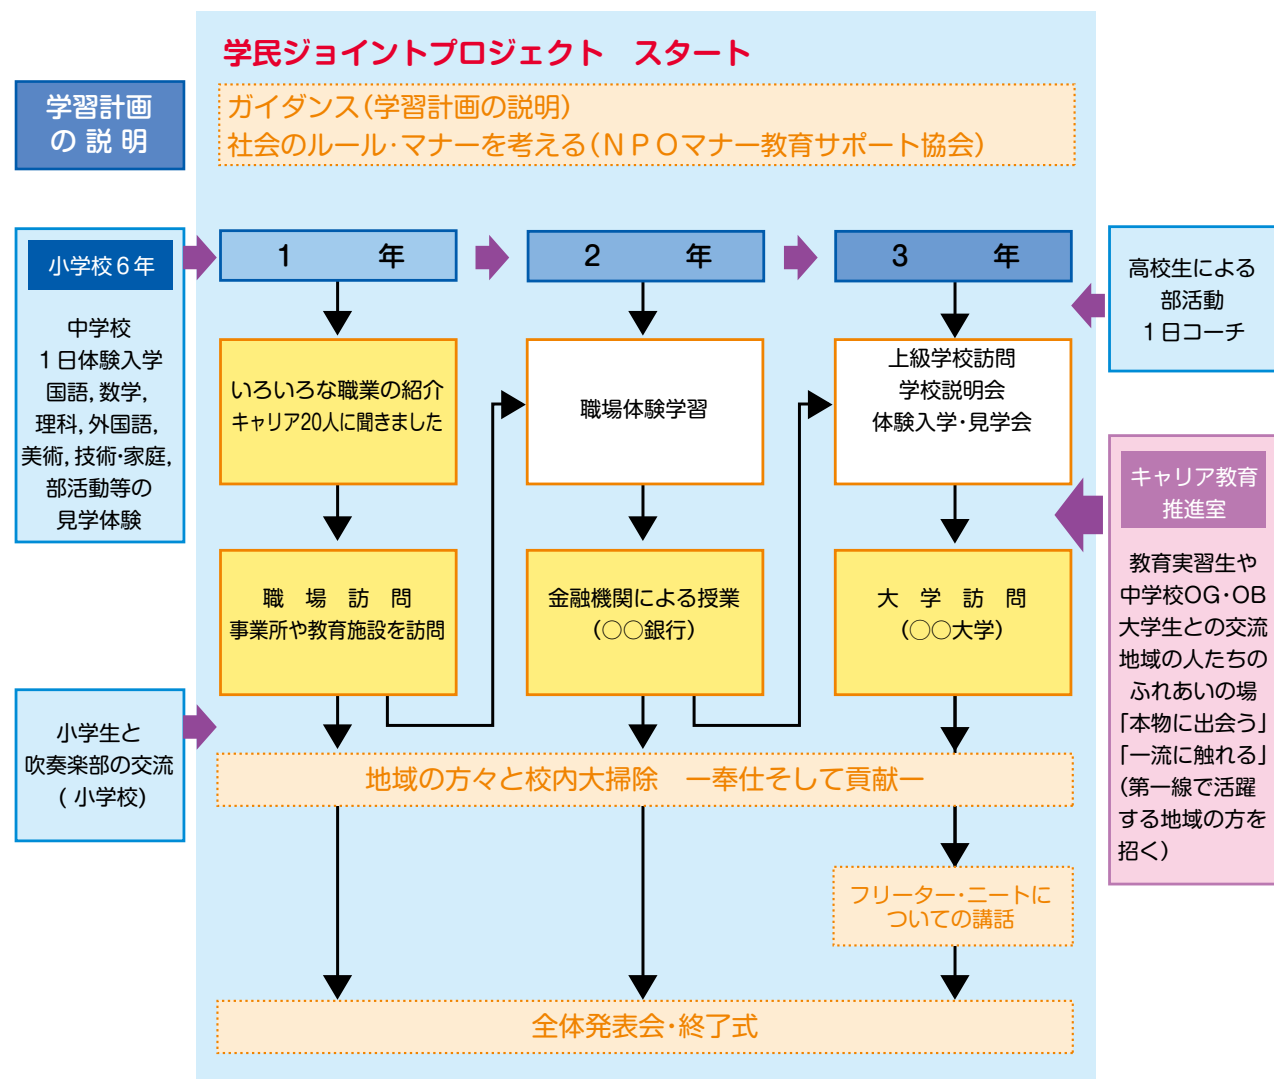 学民ジョイントプロジェクト　スタート
学習計画
の説明
ガイダンス(学習計画の説明)
社会のルール・マナーを考える(ＮＰＯマナー教育サポート協会)
小学校６年
中学校
１日体験入学
国語, 数学,
理科, 外国語,
美術, 技術・家庭,
部活動等の
見学体験
１　年
２　年
３　年
高校生による
部活動
１日コーチ
いろいろな職業の紹介
キャリア20人に聞きました
職場体験学習
上級学校訪問
学校説明会
体験入学・見学会
職場訪問
事業所や教育施設を訪問
金融機関による授業
(○○銀行)
大学訪問
(○○大学)
キャリア教育
推進室
教育実習生や
中学校OG・OB
大学生との交流
地域の人たちの
ふれあいの場
「本物に出会う」
「一流に触れる」
(第一線で活躍
する地域の方を
招く)
小学生と
吹奏楽部の交流
(小学校)
地域の方々と校内大掃除　ー奉仕そして貢献ー
フリーター・ニートに
ついての講話
全体発表会・終了式